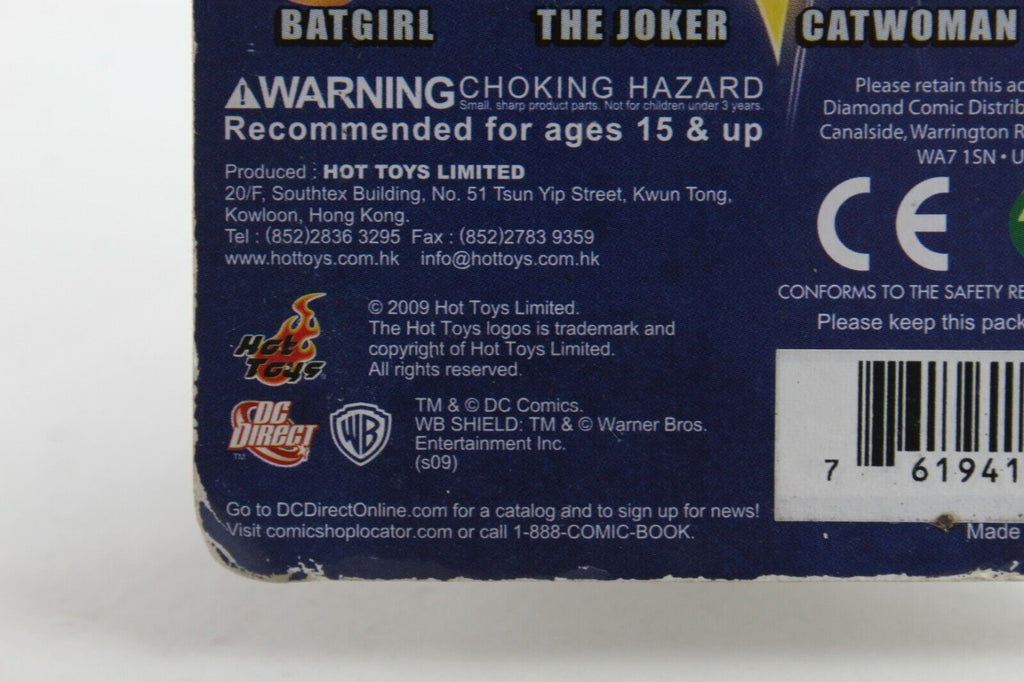 BATGIRL
THE JOKER
CATWOMAN
WARNING CHOKING HAZARD
Small, sharp product parts. Not for children under 3 years.
Recommended for ages 15 & up
Produced : HOT TOYS LIMITED
20/F, Southtex Building, No. 51 Tsun Yip Street, Kwun Tong,
Kowloon, Hong Kong.
Tel : (852)2836 3295 Fax : (852)2783 9359
www.hottoys.com.hk info@hottoys.com.hk
Hot
Toys
© 2009 Hot Toys Limited.
The Hot Toys logos is trademark and
copyright of Hot Toys Limited.
All rights reserved.
DC
DIRECT
TM
WB
TM & © DC Comics.
WB SHIELD: TM & © Warner Bros.
Entertainment Inc.
(s09)
Go to DCDirectOnline.com for a catalog and to sign up for news!
Visit comicshoplocator.com or call 1-888-COMIC-BOOK.
Please retain this
Diamond Comic
Canalside, Warrington
WA7 1SN •
CE
CONFORMS TO THE SAFETY
Please keep this
7 61941
Made